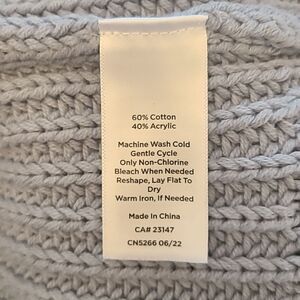 60% Cotton
40% Acrylic
Machine Wash Cold
Gentle Cycle
Only Non-Chlorine
Bleach When Needed
Reshape, Lay Flat To
Dry
Warm Iron, If Needed
Made In China
CA# 23147
CN5266 06/22